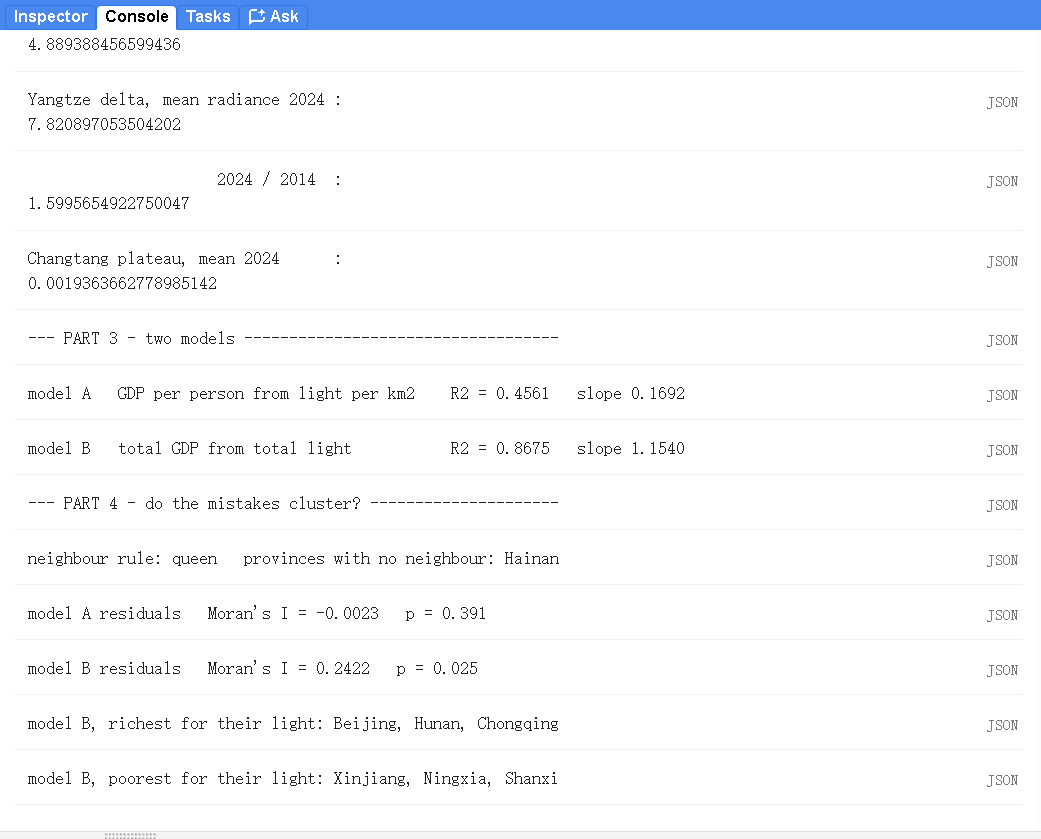 Inspector Console Tasks Ask
4.889388456599436
Yangtze delta, mean radiance 2024 : JSON
7.820897053504202
2024 / 2014 : JSON
1.5995654922750047
Changtang plateau, mean 2024 : JSON
0.0019363662778985142
--- PART 3 - two models ----------------------------------- JSON
model A GDP per person from light per km2 R2 = 0.4561 slope 0.1692 JSON
model B total GDP from total light R2 = 0.8675 slope 1.1540 JSON
--- PART 4 - do the mistakes cluster? --------------------- JSON
neighbour rule: queen provinces with no neighbour: Hainan JSON
model A residuals Moran's I = -0.0023 p = 0.391 JSON
model B residuals Moran's I = 0.2422 p = 0.025 JSON
model B, richest for their light: Beijing, Hunan, Chongqing JSON
model B, poorest for their light: Xinjiang, Ningxia, Shanxi JSON